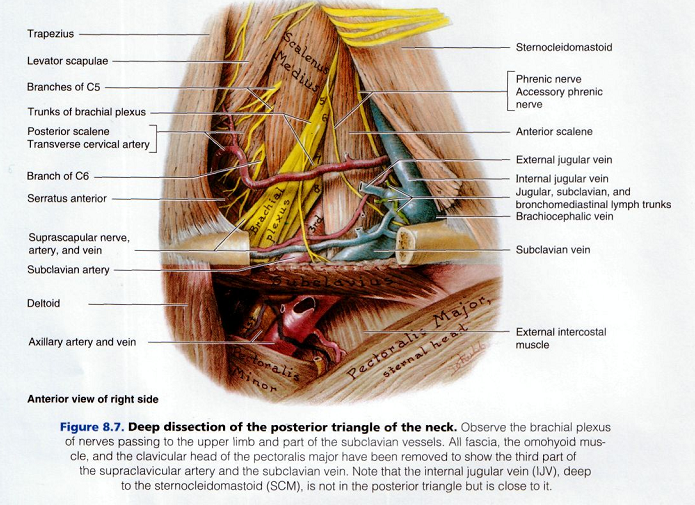 Trapezius
Levator scapulae
Branches of C5
Trunks of brachial plexus
Posterior scalene
Transverse cervical artery
Branch of C6
Serratus anterior
Suprascapular nerve,
artery, and vein
Subclavian artery
Deltoid
Axillary artery and vein
Scalenus
Medius
5
6
7
8
Brachial
plexus
3rd
Subclavius
Pectoralis Major,
sternal head
Pectoralis
Minor
Sternocleidomastoid
Phrenic nerve
Accessory phrenic
nerve
Anterior scalene
External jugular vein
Internal jugular vein
Jugular, subclavian, and
bronchomediastinal lymph trunks
Brachiocephalic vein
Subclavian vein
External intercostal
muscle
Anterior view of right side
Figure 8.7. Deep dissection of the posterior triangle of the neck. Observe the brachial plexus
of nerves passing to the upper limb and part of the subclavian vessels. All fascia, the omohyoid mus-
cle, and the clavicular head of the pectoralis major have been removed to show the third part of
the supraclavicular artery and the subclavian vein. Note that the internal jugular vein (IJV), deep
to the sternocleidomastoid (SCM), is not in the posterior triangle but is close to it.